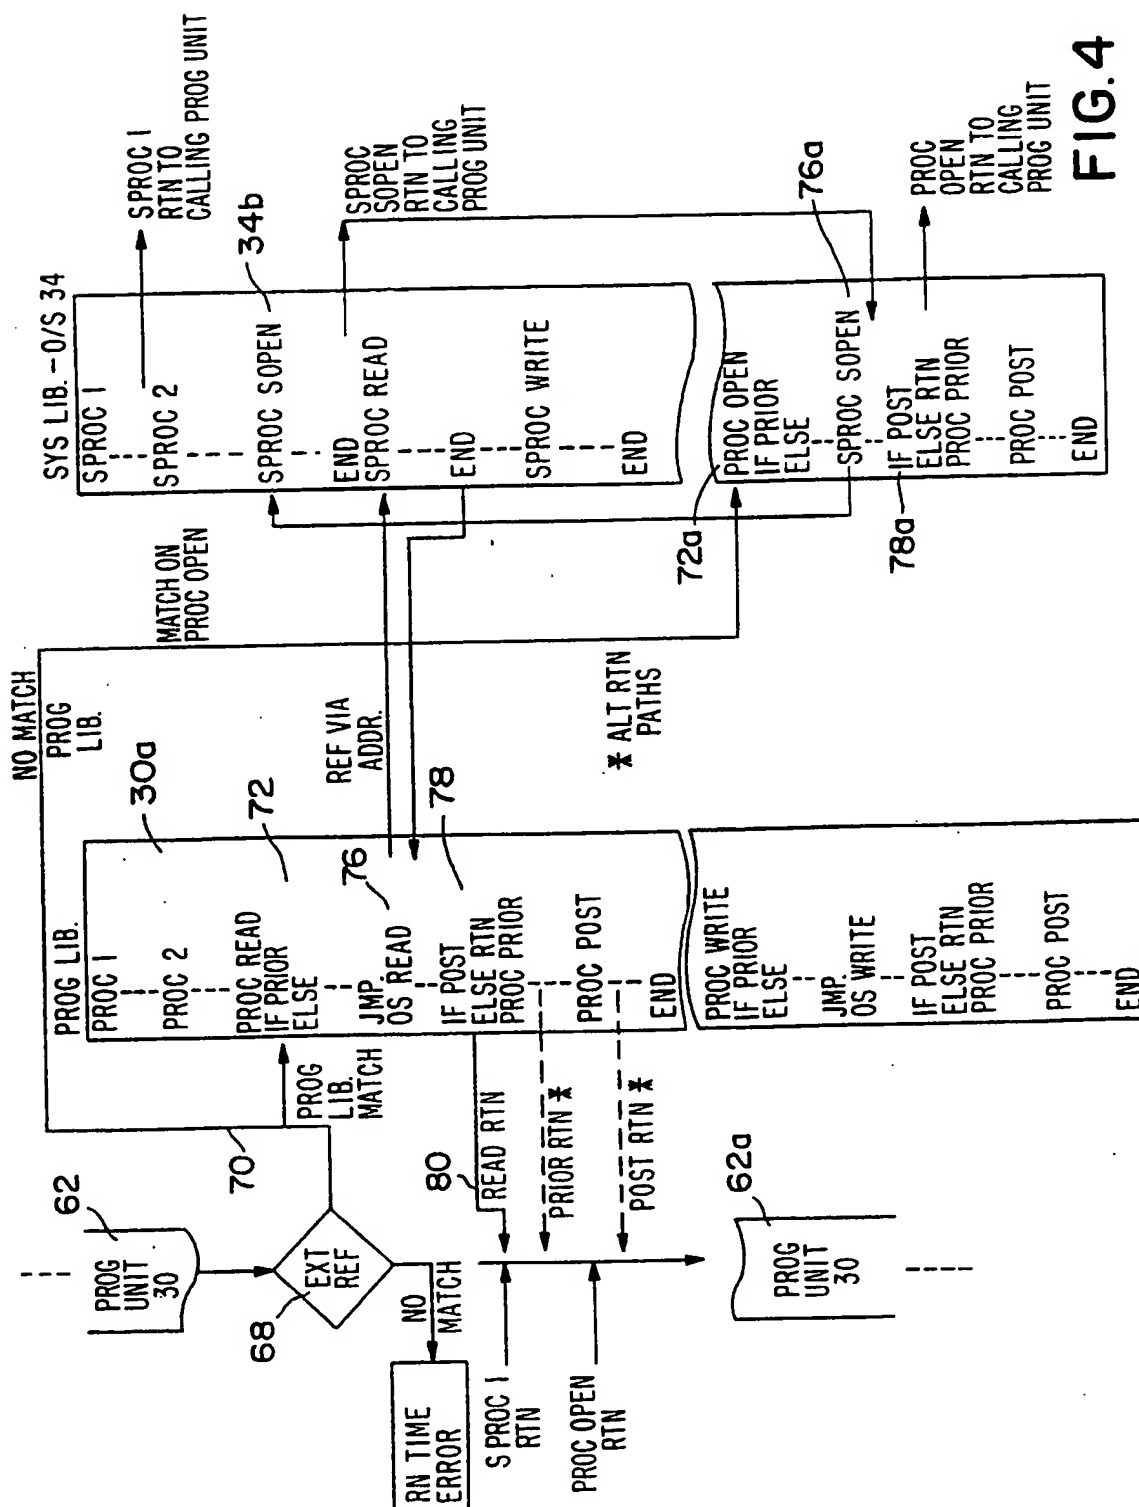 SYS LIB. - O/S 34
SPROC 1
SPROC 2
SPROC SOPEN
END
SPROC READ
END
SPROC WRITE
END
72a
PROC OPEN
IF PRIOR
ELSE
SPROC SOPEN
IF POST
ELSE RTN
PROC PRIOR
PROC POST
END
78a
34b
76a
SPROC 1
RTN TO
CALLING PROG UNIT
SPROC
SOPEN
RTN TO
CALLING
PROG UNIT
PROC
OPEN
RTN TO
CALLING
PROG UNIT
FIG. 4
NO MATCH
PROG
LIB.
MATCH ON
PROC OPEN
REF VIA
ADDR.
* ALT RTN
PATHS
30a
72
76
78
PROG LIB.
PROC 1
PROC 2
PROC READ
IF PRIOR
ELSE
JMP.
OS READ
IF POST
ELSE RTN
PROC PRIOR
PROC POST
END
PROC WRITE
IF PRIOR
ELSE
JMP.
OS WRITE
IF POST
ELSE RTN
PROC PRIOR
PROC POST
END
PROG
LIB.
MATCH
70
62
PROG
UNIT
30
EXT
REF
68
NO
MATCH
RN TIME
ERROR
80
READ RTN
PRIOR RTN *
POST RTN *
S PROC 1
RTN
PROC OPEN
RTN
62a
PROG
UNIT
30